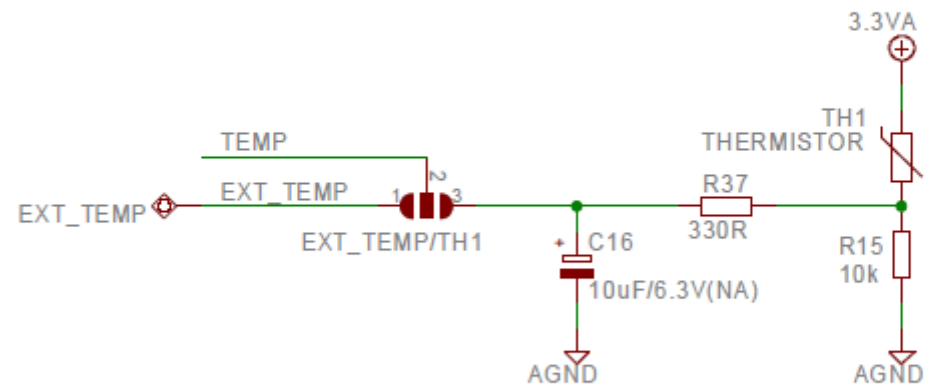 3.3VA
TH1
THERMISTOR
TEMP
2
EXT_TEMP
EXT_TEMP
1
3
R37
330R
EXT_TEMP/TH1
+
C16
10uF/6.3V(NA)
R15
10k
AGND
AGND